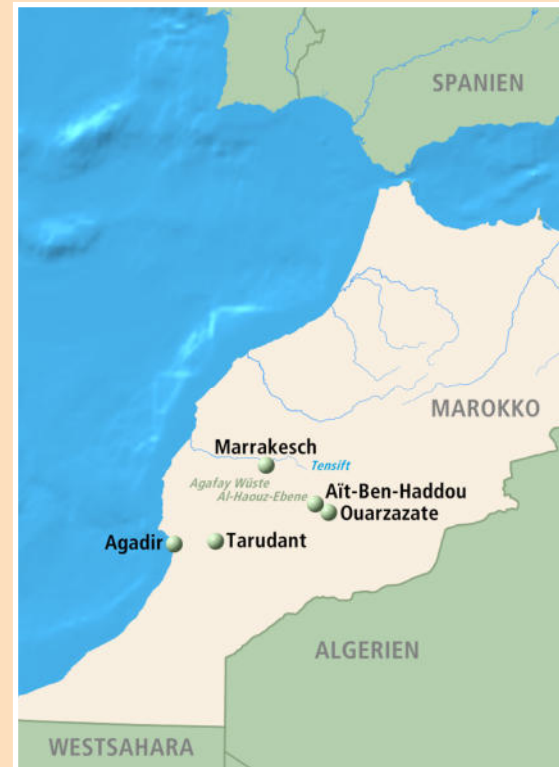 SPANIEN
MAROKKO
Marrakesch
Tensift
Agafay Wüste
Al-Haouz-Ebene
Aït-Ben-Haddou
Ouarzazate
Agadir
Tarudant
ALGERIEN
WESTSAHARA